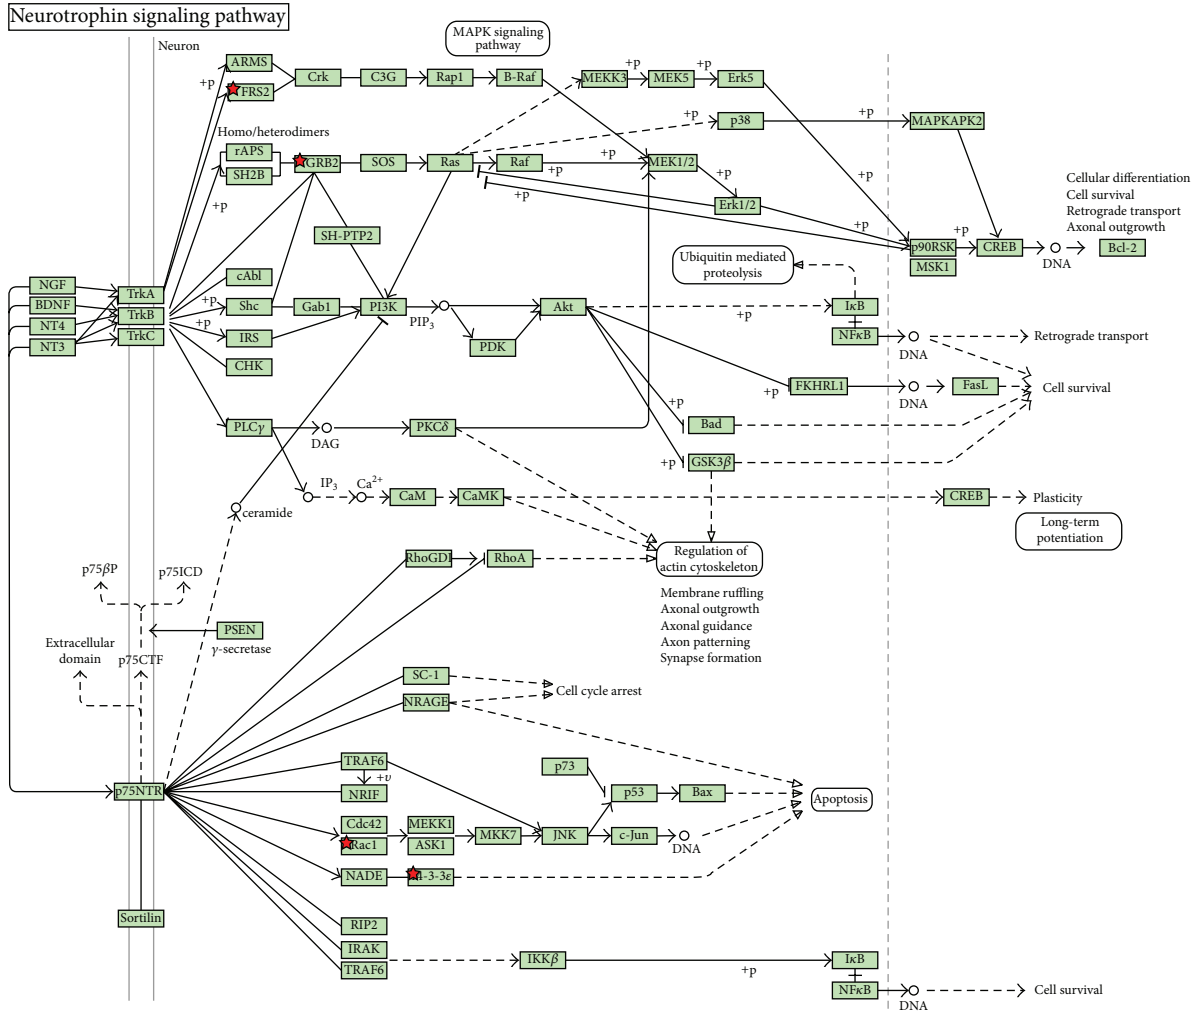 Neurotrophin signaling pathway
MAPK signaling
pathway
Neuron
ARMS
+p
FRS2
Crk
C3G
Rap1
B-Raf
MEKK3
+p
MEK5
+p
Erk5
+p
p38
+p
MAPKAPK2
Homo/heterodimers
rAPS
SH2B
+p
GRB2
SOS
Ras
Raf
+p
+p
MEK1/2
+p
Erk1/2
+p
+p
+p
p90RSK
MSK1
+p
CREB
DNA
Bcl-2
Cellular differentiation
Cell survival
Retrograde transport
Axonal outgrowth
SH-PTP2
Ubiquitin mediated
proteolysis
NGF
BDNF
NT4
NT3
TrkA
TrkB
TrkC
cAbl
+p
Shc
Gab1
PI3K
PIP3
Akt
+p
IκB
+p
IRS
PDK
NFκB
DNA
Retrograde transport
CHK
+p
FKHRL1
DNA
FasL
Cell survival
+p
Bad
PLCγ
DAG
PKCδ
+p
GSK3β
IP3
Ca2+
CaM
CaMK
CREB
Plasticity
ceramide
Long-term
potentiation
RhoGDI
RhoA
Regulation of
actin cytoskeleton
Membrane ruffling
Axonal outgrowth
Axonal guidance
Axon patterning
Synapse formation
p75βP
p75ICD
PSEN
γ-secretase
Extracellular
domain
p75CTF
SC-1
NRAGE
Cell cycle arrest
TRAF6
+υ
NRIF
p73
p53
Bax
Apoptosis
p75NTR
Cdc42
Rac1
MEKK1
ASK1
MKK7
JNK
c-Jun
DNA
NADE
14-3-3ε
Sortilin
RIP2
IRAK
TRAF6
IKKβ
+p
IκB
NFκB
DNA
Cell survival